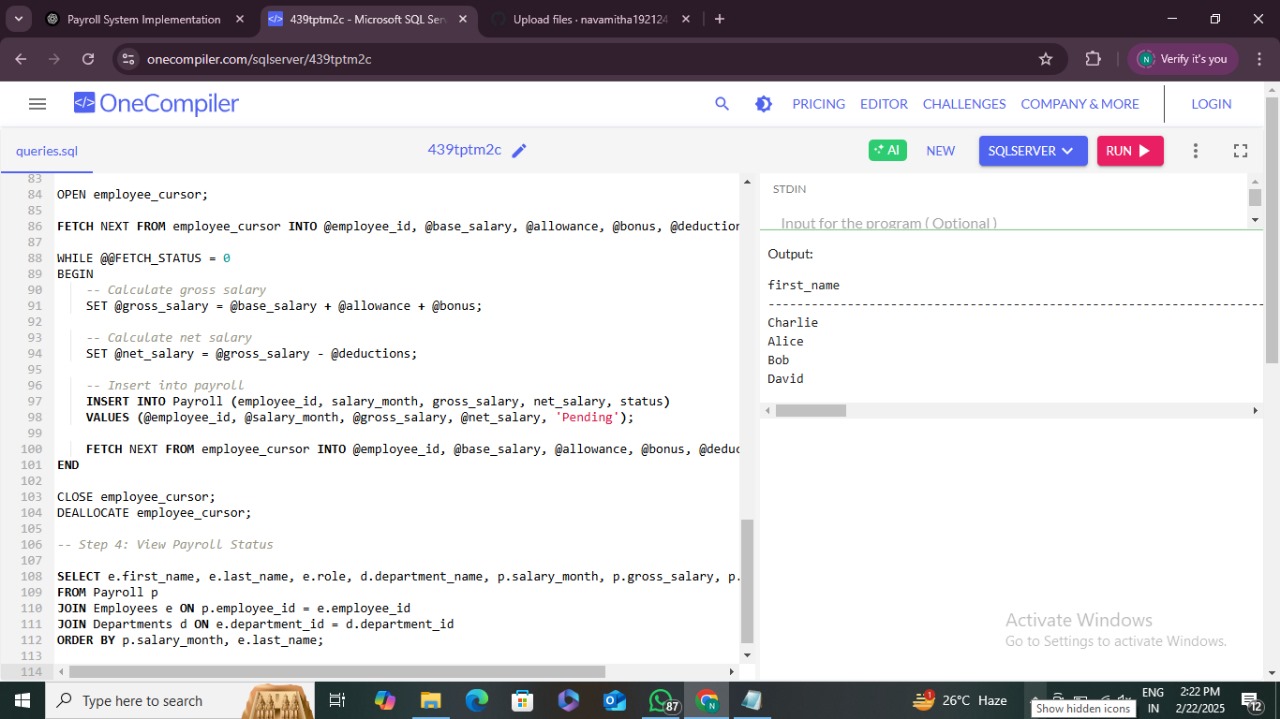 Payroll System Implementation
439tptm2c - Microsoft SQL Ser
Upload files · navamitha192124
onecompiler.com/sqlserver/439tptm2c
N
Verify it's you
</> OneCompiler
PRICING
EDITOR
CHALLENGES
COMPANY & MORE
LOGIN
queries.sql
439tptm2c
AI
NEW
SQLSERVER
RUN
83
84 OPEN employee_cursor;
85
86 FETCH NEXT FROM employee_cursor INTO @employee_id, @base_salary, @allowance, @bonus, @deduction
87
88 WHILE @@FETCH_STATUS = 0
89 BEGIN
90 -- Calculate gross salary
91 SET @gross_salary = @base_salary + @allowance + @bonus;
92
93 -- Calculate net salary
94 SET @net_salary = @gross_salary - @deductions;
95
96 -- Insert into payroll
97 INSERT INTO Payroll (employee_id, salary_month, gross_salary, net_salary, status)
98 VALUES (@employee_id, @salary_month, @gross_salary, @net_salary, 'Pending');
99
100 FETCH NEXT FROM employee_cursor INTO @employee_id, @base_salary, @allowance, @bonus, @deduc
101 END
102
103 CLOSE employee_cursor;
104 DEALLOCATE employee_cursor;
105
106 -- Step 4: View Payroll Status
107
108 SELECT e.first_name, e.last_name, e.role, d.department_name, p.salary_month, p.gross_salary, p.
109 FROM Payroll p
110 JOIN Employees e ON p.employee_id = e.employee_id
111 JOIN Departments d ON e.department_id = d.department_id
112 ORDER BY p.salary_month, e.last_name;
113
114
STDIN
Input for the program ( Optional )
Output:
first_name
--------------------------------------------------------------------
Charlie
Alice
Bob
David
Activate Windows
Go to Settings to activate Windows.
Type here to search
87
1
26°C Haze
Show hidden icons
ENG
IN
2:22 PM
2/22/2025
12